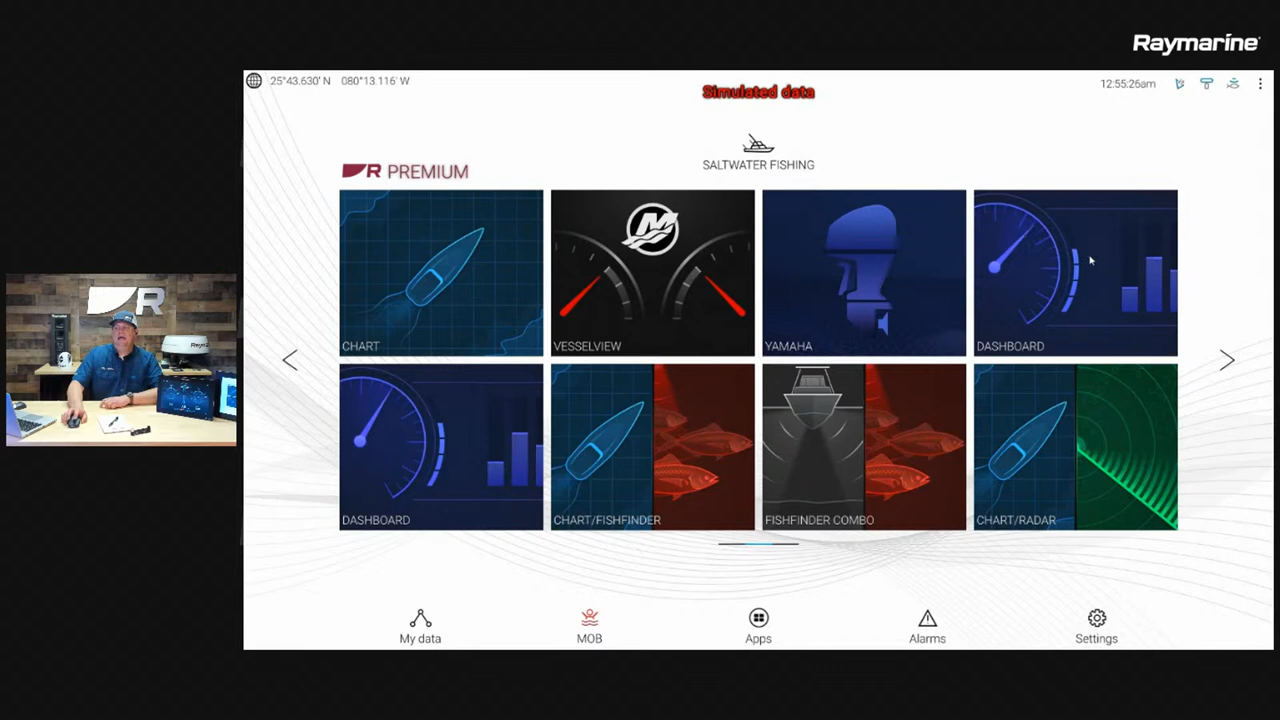 Raymarine
25°43.630' N 080°13.116' W
Simulated data
12:55:26am
SALTWATER FISHING
R PREMIUM
CHART
VESSELVIEW
YAMAHA
DASHBOARD
DASHBOARD
CHART/FISHFINDER
FISHFINDER COMBO
CHART/RADAR
My data
MOB
Apps
Alarms
Settings